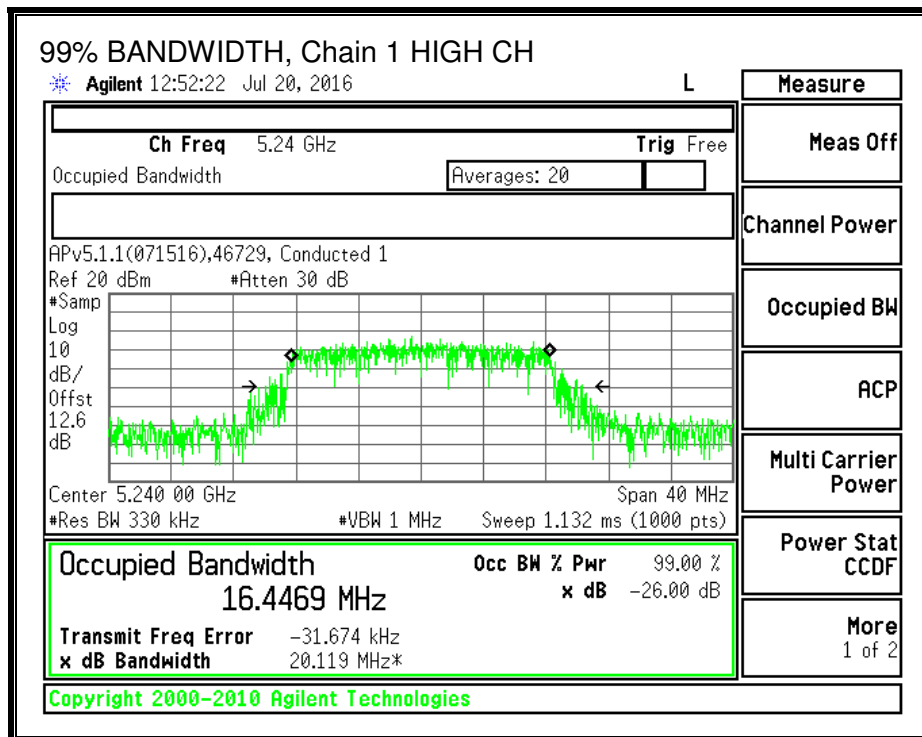 99% BANDWIDTH, Chain 1 HIGH CH
Agilent 12:52:22 Jul 20, 2016 L
Measure
Ch Freq 5.24 GHz Trig Free
Meas Off
Occupied Bandwidth Averages: 20
Channel Power
APv5.1.1(071516),46729, Conducted 1
Ref 20 dBm #Atten 30 dB
#Samp
Log
10
dB/
Offst
12.6
dB
Occupied BW
ACP
Center 5.240 00 GHz Span 40 MHz
#Res BW 330 kHz #VBW 1 MHz Sweep 1.132 ms (1000 pts)
Multi Carrier
Power
Occupied Bandwidth Occ BW % Pwr 99.00 %
16.4469 MHz x dB -26.00 dB
Power Stat
CCDF
Transmit Freq Error -31.674 kHz
x dB Bandwidth 20.119 MHz*
More
1 of 2
Copyright 2000-2010 Agilent Technologies